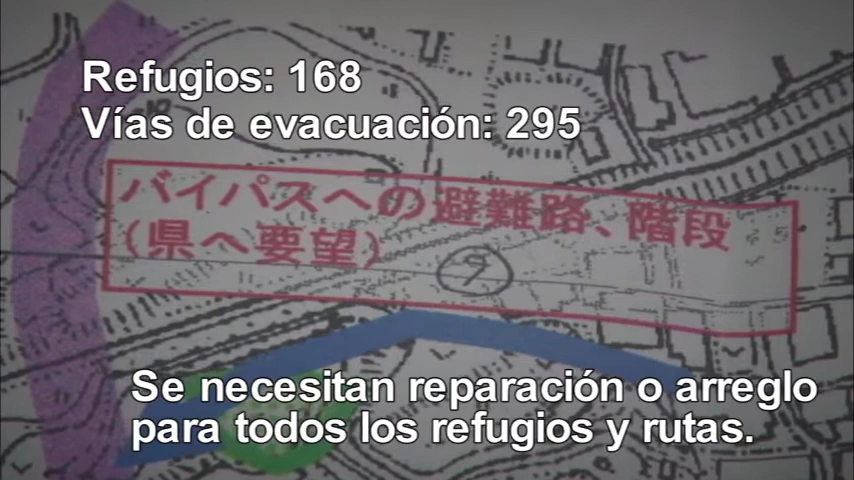 Refugios: 168
Vías de evacuación: 295
バイパスへの避難路、階段
（県へ要望）
9
Se necesitan reparación o arreglo
para todos los refugios y rutas.